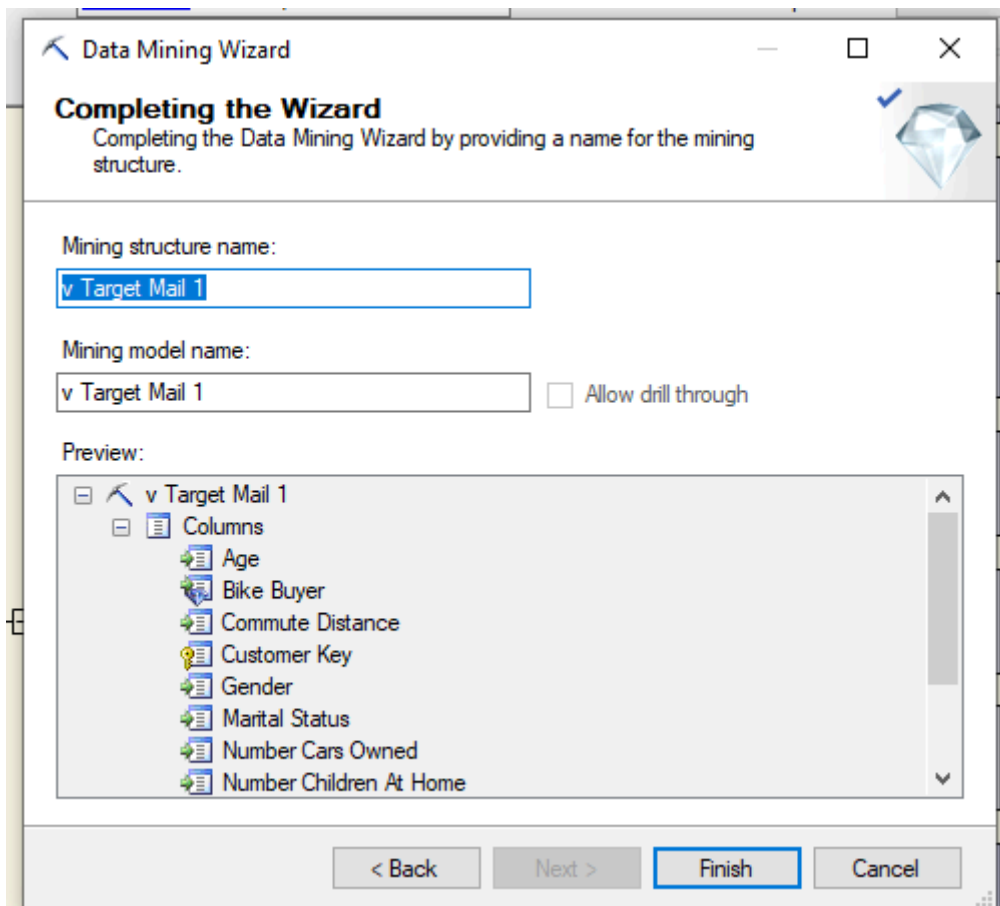 Data Mining Wizard
Completing the Wizard
Completing the Data Mining Wizard by providing a name for the mining
structure.
Mining structure name:
v Target Mail 1
Mining model name:
v Target Mail 1
Allow drill through
Preview:
v Target Mail 1
Columns
Age
Bike Buyer
Commute Distance
Customer Key
Gender
Marital Status
Number Cars Owned
Number Children At Home
< Back
Next >
Finish
Cancel